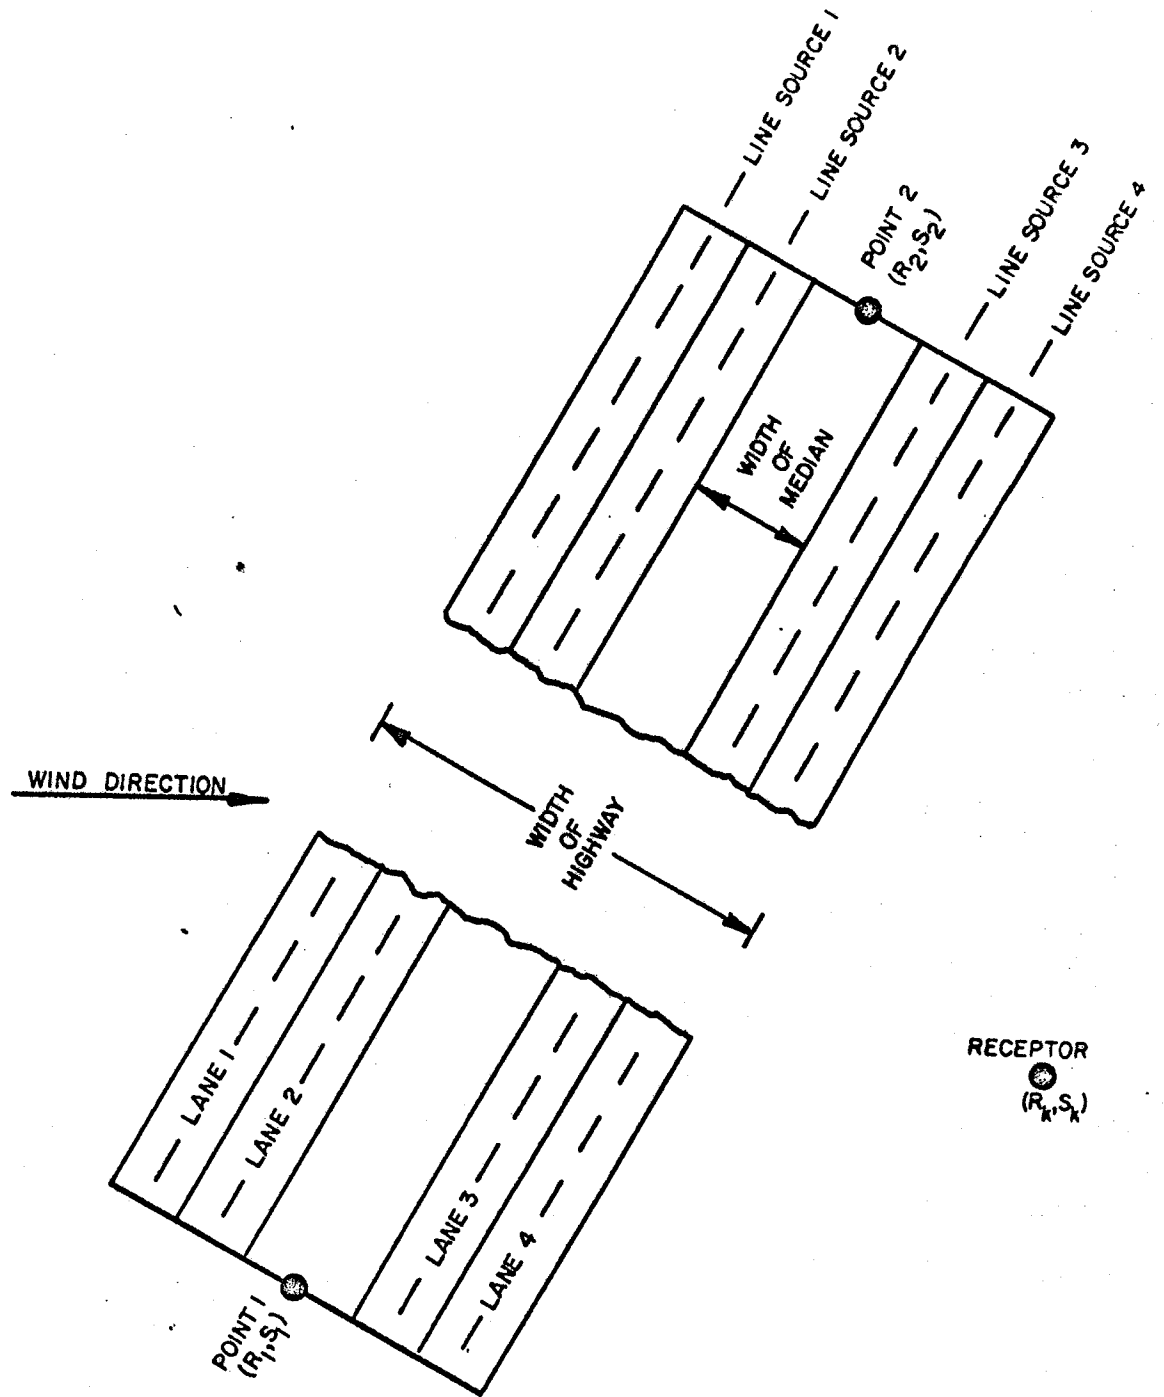 LINE SOURCE 1
LINE SOURCE 2
POINT 2
(R2,S2)
LINE SOURCE 3
LINE SOURCE 4
WIDTH
OF
MEDIAN
WIND DIRECTION
WIDTH
OF
HIGHWAY
LANE 1
LANE 2
LANE 3
LANE 4
RECEPTOR
(Rk,Sk)
POINT 1
(R1,S1)